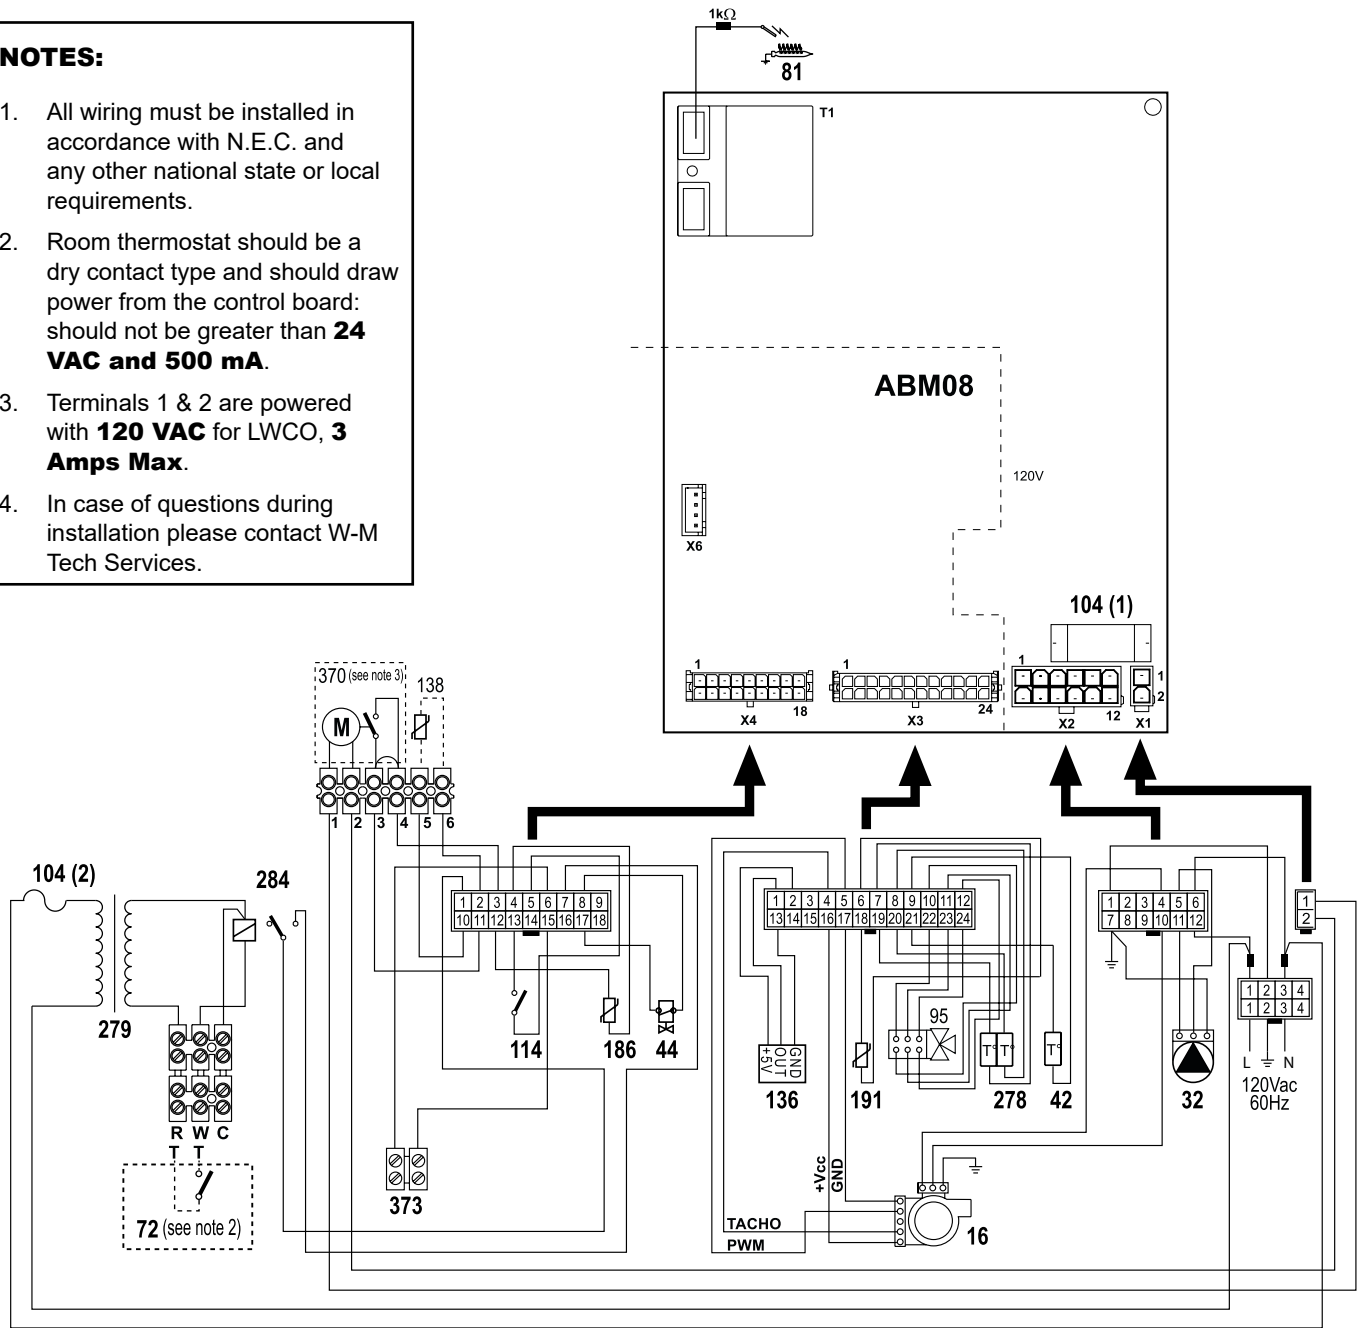 NOTES:
1. All wiring must be installed in
accordance with N.E.C. and
any other national state or local
requirements.
2. Room thermostat should be a
dry contact type and should draw
power from the control board:
should not be greater than 24
VAC and 500 mA.
3. Terminals 1 & 2 are powered
with 120 VAC for LWCO, 3
Amps Max.
4. In case of questions during
installation please contact W-M
Tech Services.
1kΩ
81
T1
ABM08
120V
X6
104 (1)
1
18
X4
1
24
X3
1
12
X2
1
2
X1
370 (see note 3)
138
M
1 2 3 4 5 6
104 (2)
284
279
1 2 3 4 5 6 7 8 9
10 11 12 13 14 15 16 17 18
1 2 3 4 5 6 7 8 9 10 11 12
13 14 15 16 17 18 19 20 21 22 23 24
1 2 3 4 5 6
7 8 9 10 11 12
1
2
1 2 3 4
1 2 3 4
L N
120Vac
60Hz
114
186
44
+5V
OUT
GND
136
191
95
T° T°
278
T°
42
32
R W C
T T
72 (see note 2)
373
+Vcc
GND
TACHO
PWM
16